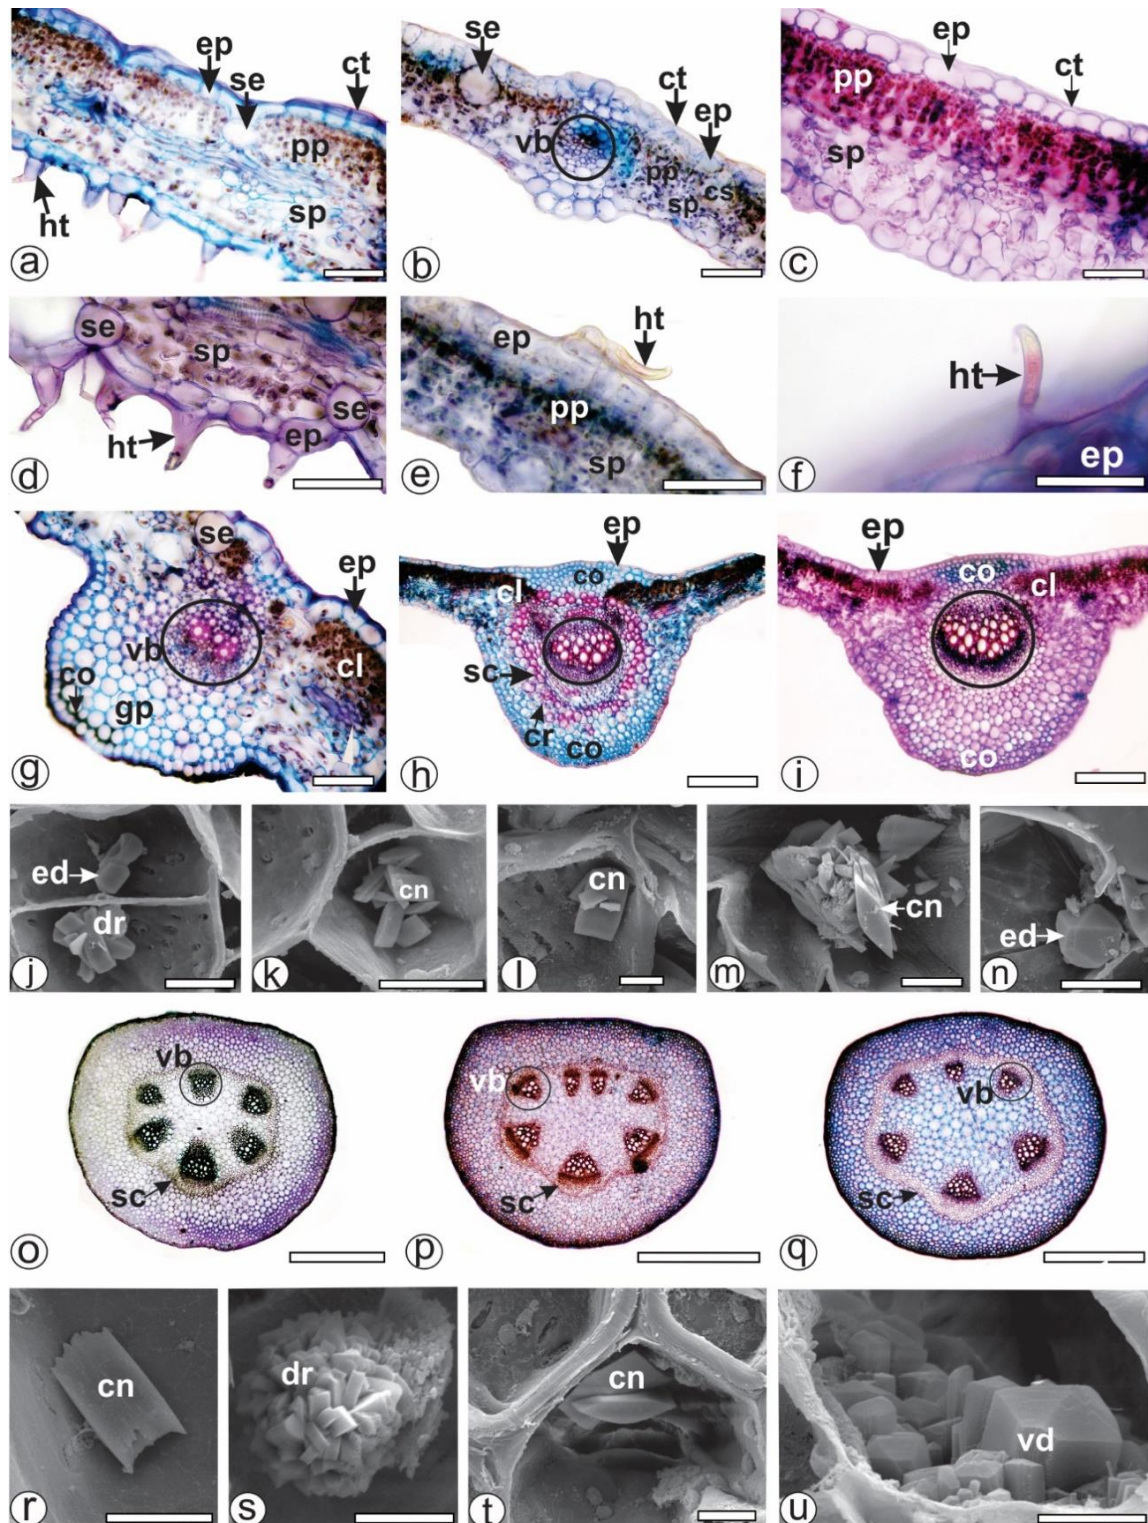 ep se ct
pp
sp
ht
a
se
ct
ep
vb
pp cs
sp
b
ep
ct
pp
sp
c
se
sp
se
ht ep
d
ht
ep
pp
sp
e
ht
ep
f
se
ep
vb
cl
co
gp
g
ep
co
cl
sc
cr
co
h
ep
co
cl
co
i
ed
dr
j
cn
k
cn
l
cn
m
ed
n
vb
sc
o
vb
sc
p
vb
sc
q
cn
r
dr
s
cn
t
vd
u